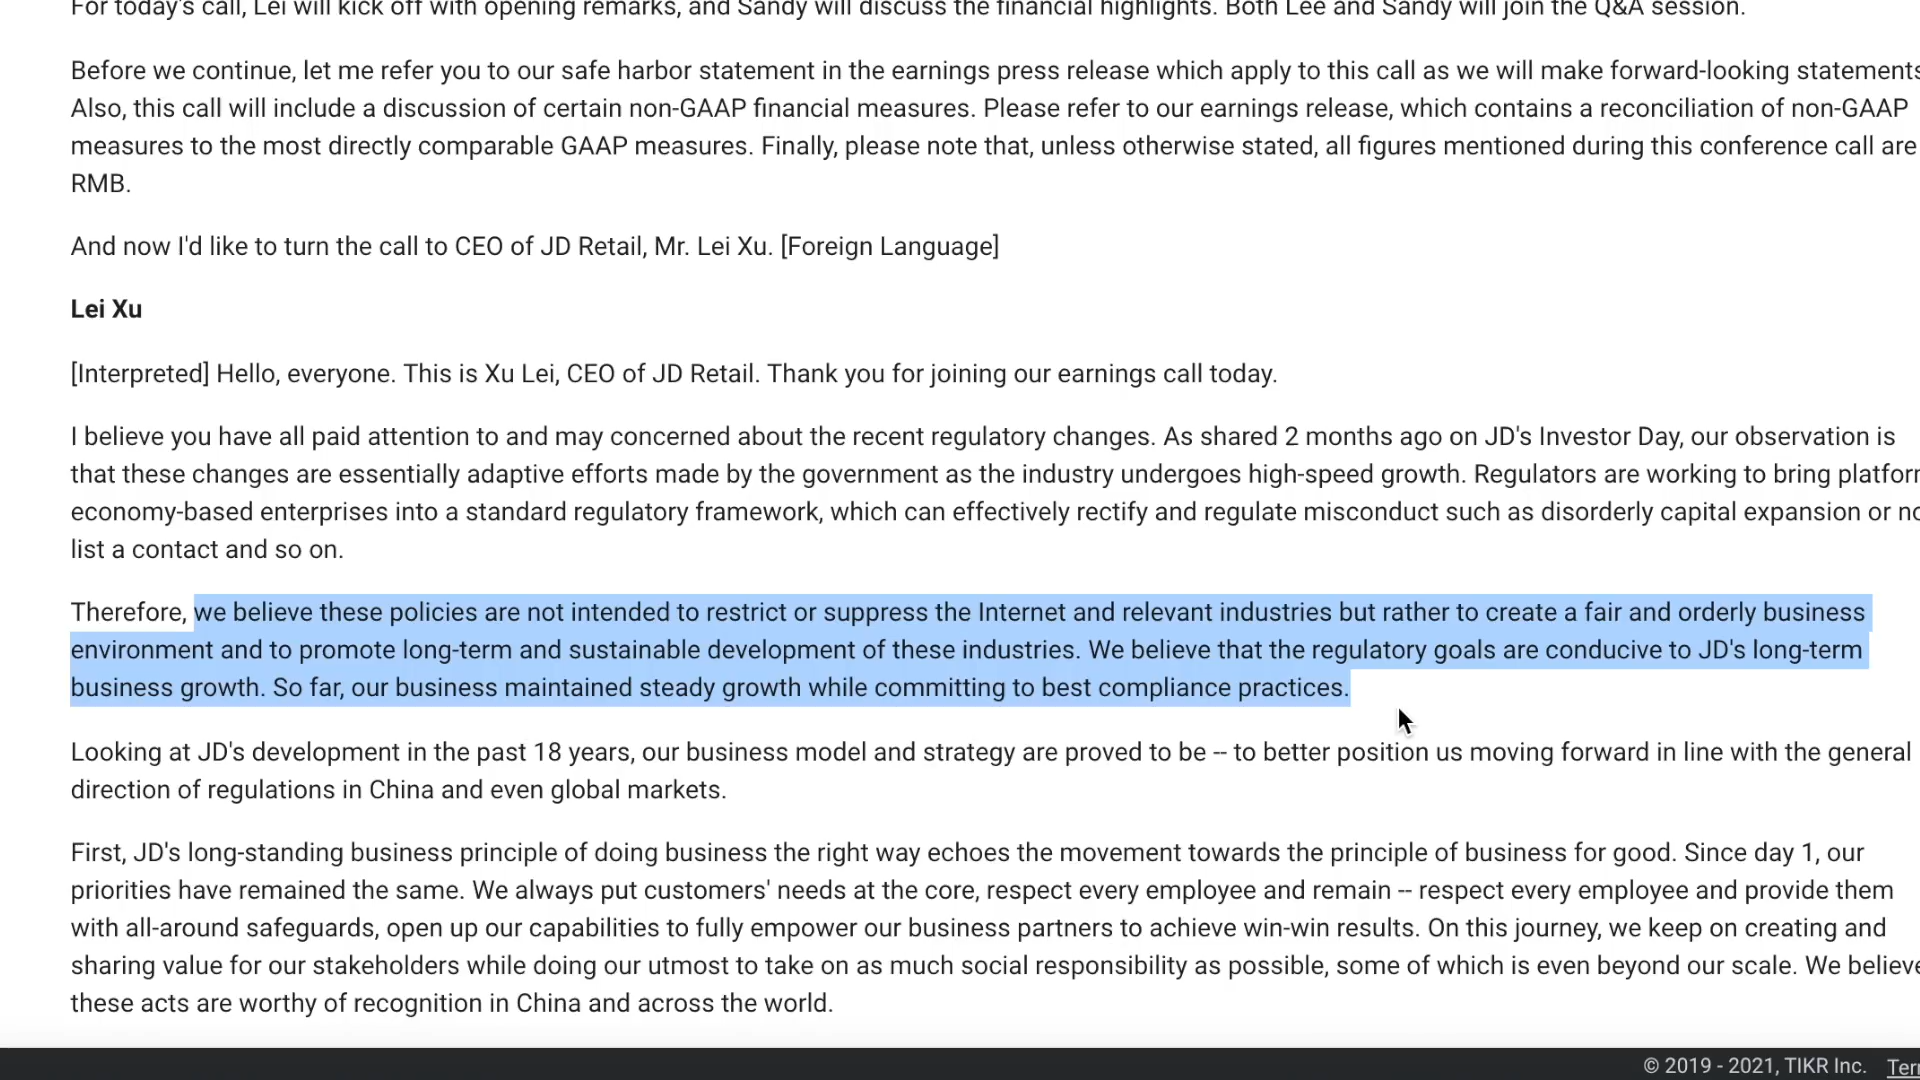 For today's call, Lei will kick off with opening remarks, and Sandy will discuss the financial highlights. Both Lee and Sandy will join the Q&A session.
Before we continue, let me refer you to our safe harbor statement in the earnings press release which apply to this call as we will make forward-looking statements
Also, this call will include a discussion of certain non-GAAP financial measures. Please refer to our earnings release, which contains a reconciliation of non-GAAP
measures to the most directly comparable GAAP measures. Finally, please note that, unless otherwise stated, all figures mentioned during this conference call are
RMB.
And now I'd like to turn the call to CEO of JD Retail, Mr. Lei Xu. [Foreign Language]
Lei Xu
[Interpreted] Hello, everyone. This is Xu Lei, CEO of JD Retail. Thank you for joining our earnings call today.
I believe you have all paid attention to and may concerned about the recent regulatory changes. As shared 2 months ago on JD's Investor Day, our observation is
that these changes are essentially adaptive efforts made by the government as the industry undergoes high-speed growth. Regulators are working to bring
economy-based enterprises into a standard regulatory framework, which can effectively rectify and regulate misconduct such as disorderly capital expansion or
list a contact and so on.
Therefore, we believe these policies are not intended to restrict or suppress the Internet and relevant industries but rather to create a fair and orderly business
environment and to promote long-term and sustainable development of these industries. We believe that the regulatory goals are conducive to JD's long-term
business growth. So far, our business maintained steady growth while committing to best compliance practices.
Looking at JD's development in the past 18 years, our business model and strategy are proved to be -- to better position us moving forward in line with the general
direction of regulations in China and even global markets.
First, JD's long-standing business principle of doing business the right way echoes the movement towards the principle of business for good. Since day 1, our
priorities have remained the same. We always put customers' needs at the core, respect every employee and remain -- respect every employee and provide them
with all-around safeguards, open up our capabilities to fully empower our business partners to achieve win-win results. On this journey, we keep on creating and
sharing value for our stakeholders while doing our utmost to take on as much social responsibility as possible, some of which is even beyond our scale. We believe
these acts are worthy of recognition in China and across the world.
© 2019 - 2021, TIKR Inc.